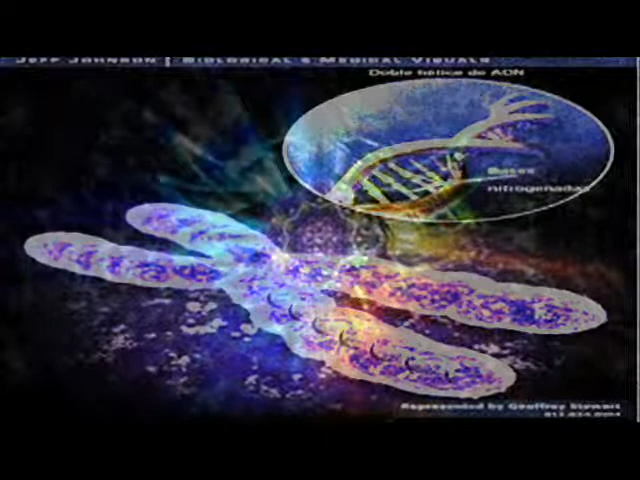 Jeff Johnson | Biological & Medical Visuals
Doble hélice de ADN
Bases
nitrogenadas
Represented by Geoffrey Stewart